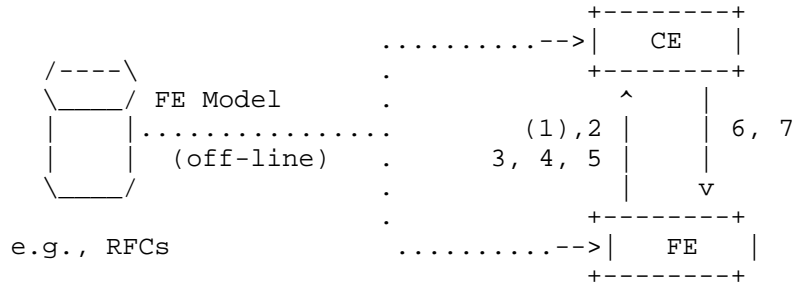 CE
FE Model
(1),2 6, 7
(off-line) 3, 4, 5
e.g., RFCs FE